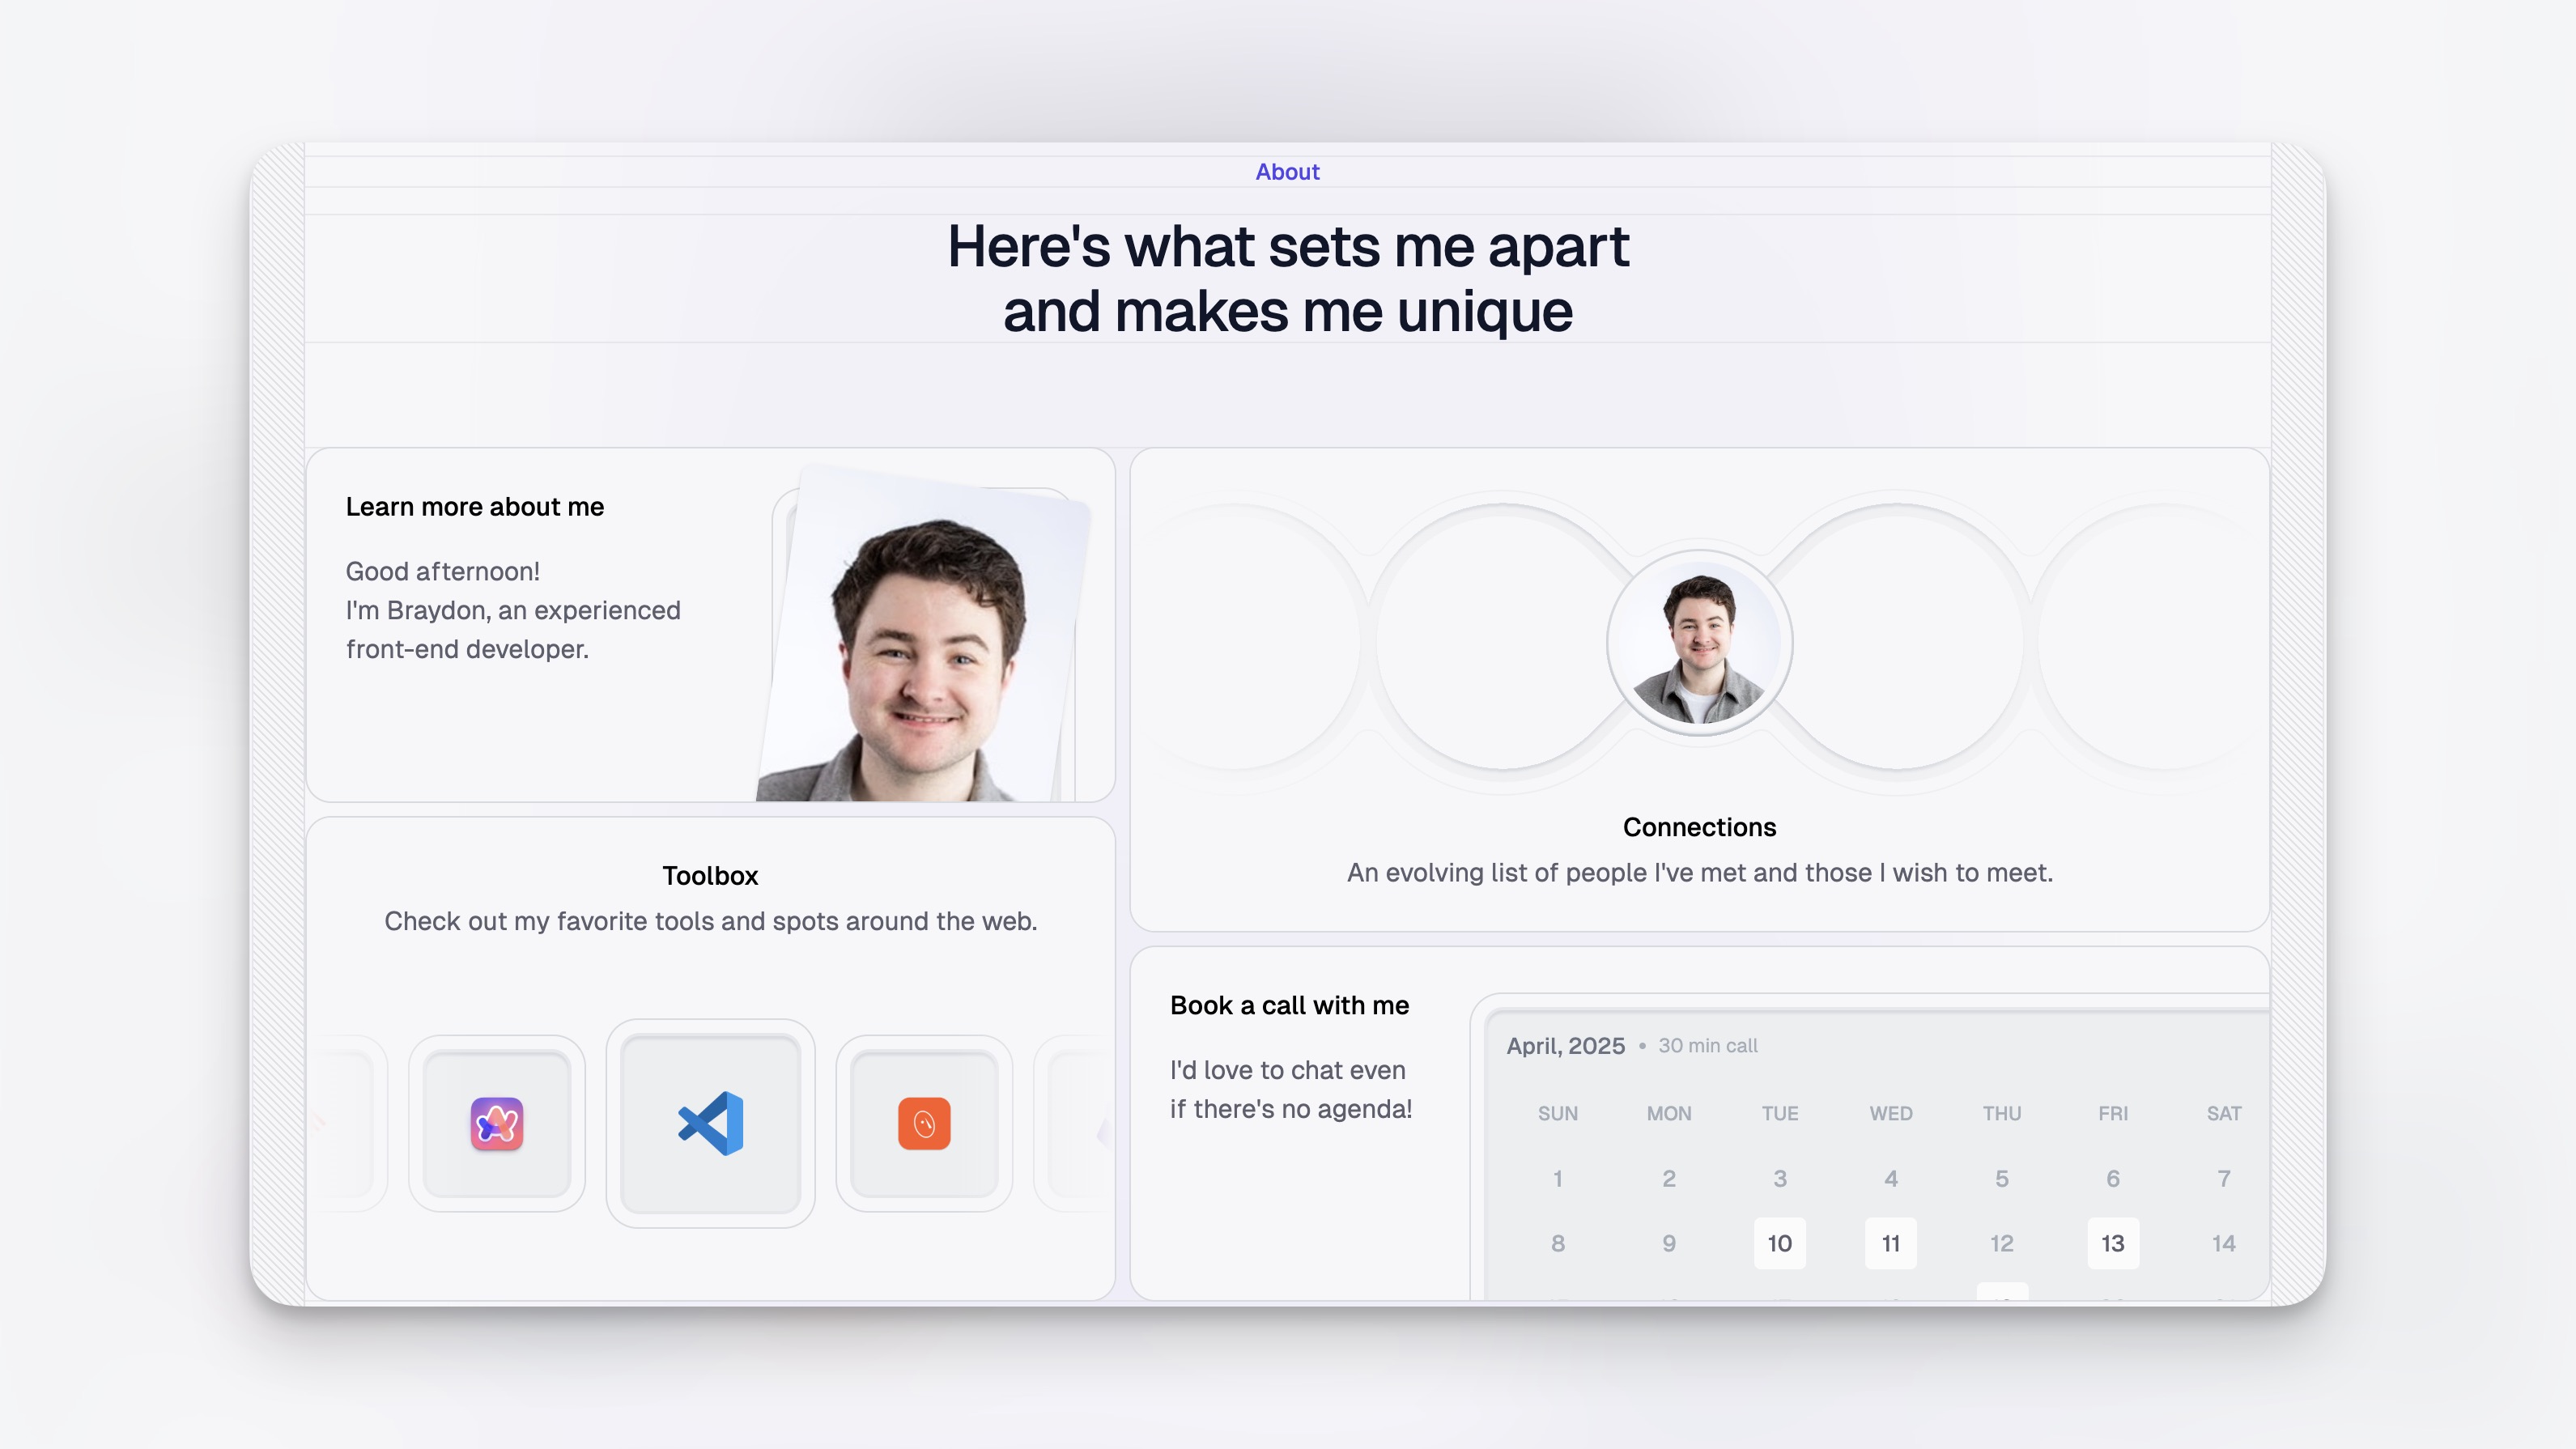 About
Here's what sets me apart
and makes me unique
Learn more about me
Good afternoon!
I'm Braydon, an experienced
front-end developer.
Toolbox
Check out my favorite tools and spots around the web.
Connections
An evolving list of people I've met and those I wish to meet.
Book a call with me
I'd love to chat even
if there's no agenda!
April, 2025 • 30 min call
SUN MON TUE WED THU FRI SAT
1 2 3 4 5 6 7
8 9 10 11 12 13 14